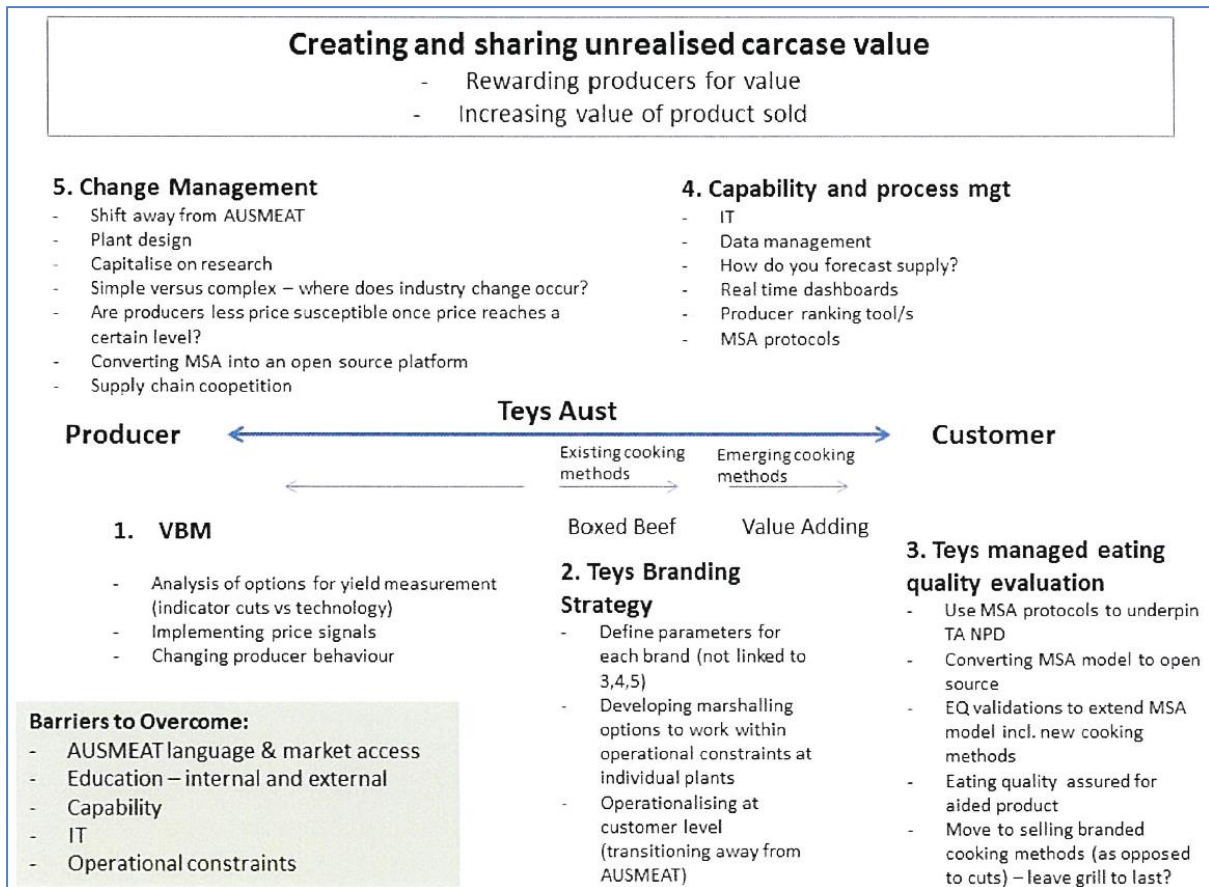 Creating and sharing unrealised carcase value
- Rewarding producers for value
- Increasing value of product sold
5. Change Management
- Shift away from AUSMEAT
- Plant design
- Capitalise on research
- Simple versus complex – where does industry change occur?
- Are producers less price susceptible once price reaches a
certain level?
- Converting MSA into an open source platform
- Supply chain coopetition
4. Capability and process mgt
- IT
- Data management
- How do you forecast supply?
- Real time dashboards
- Producer ranking tool/s
- MSA protocols
Teys Aust
Producer
Customer
Existing cooking
methods
Emerging cooking
methods
Boxed Beef
Value Adding
1. VBM
- Analysis of options for yield measurement
(indicator cuts vs technology)
- Implementing price signals
- Changing producer behaviour
Barriers to Overcome:
- AUSMEAT language & market access
- Education – internal and external
- Capability
- IT
- Operational constraints
2. Teys Branding
Strategy
- Define parameters for
each brand (not linked to
3,4,5)
- Developing marshalling
options to work within
operational constraints at
individual plants
- Operationalising at
customer level
(transitioning away from
AUSMEAT)
3. Teys managed eating
quality evaluation
- Use MSA protocols to underpin
TA NPD
- Converting MSA model to open
source
- EQ validations to extend MSA
model incl. new cooking
methods
- Eating quality assured for
aided product
- Move to selling branded
cooking methods (as opposed
to cuts) – leave grill to last?